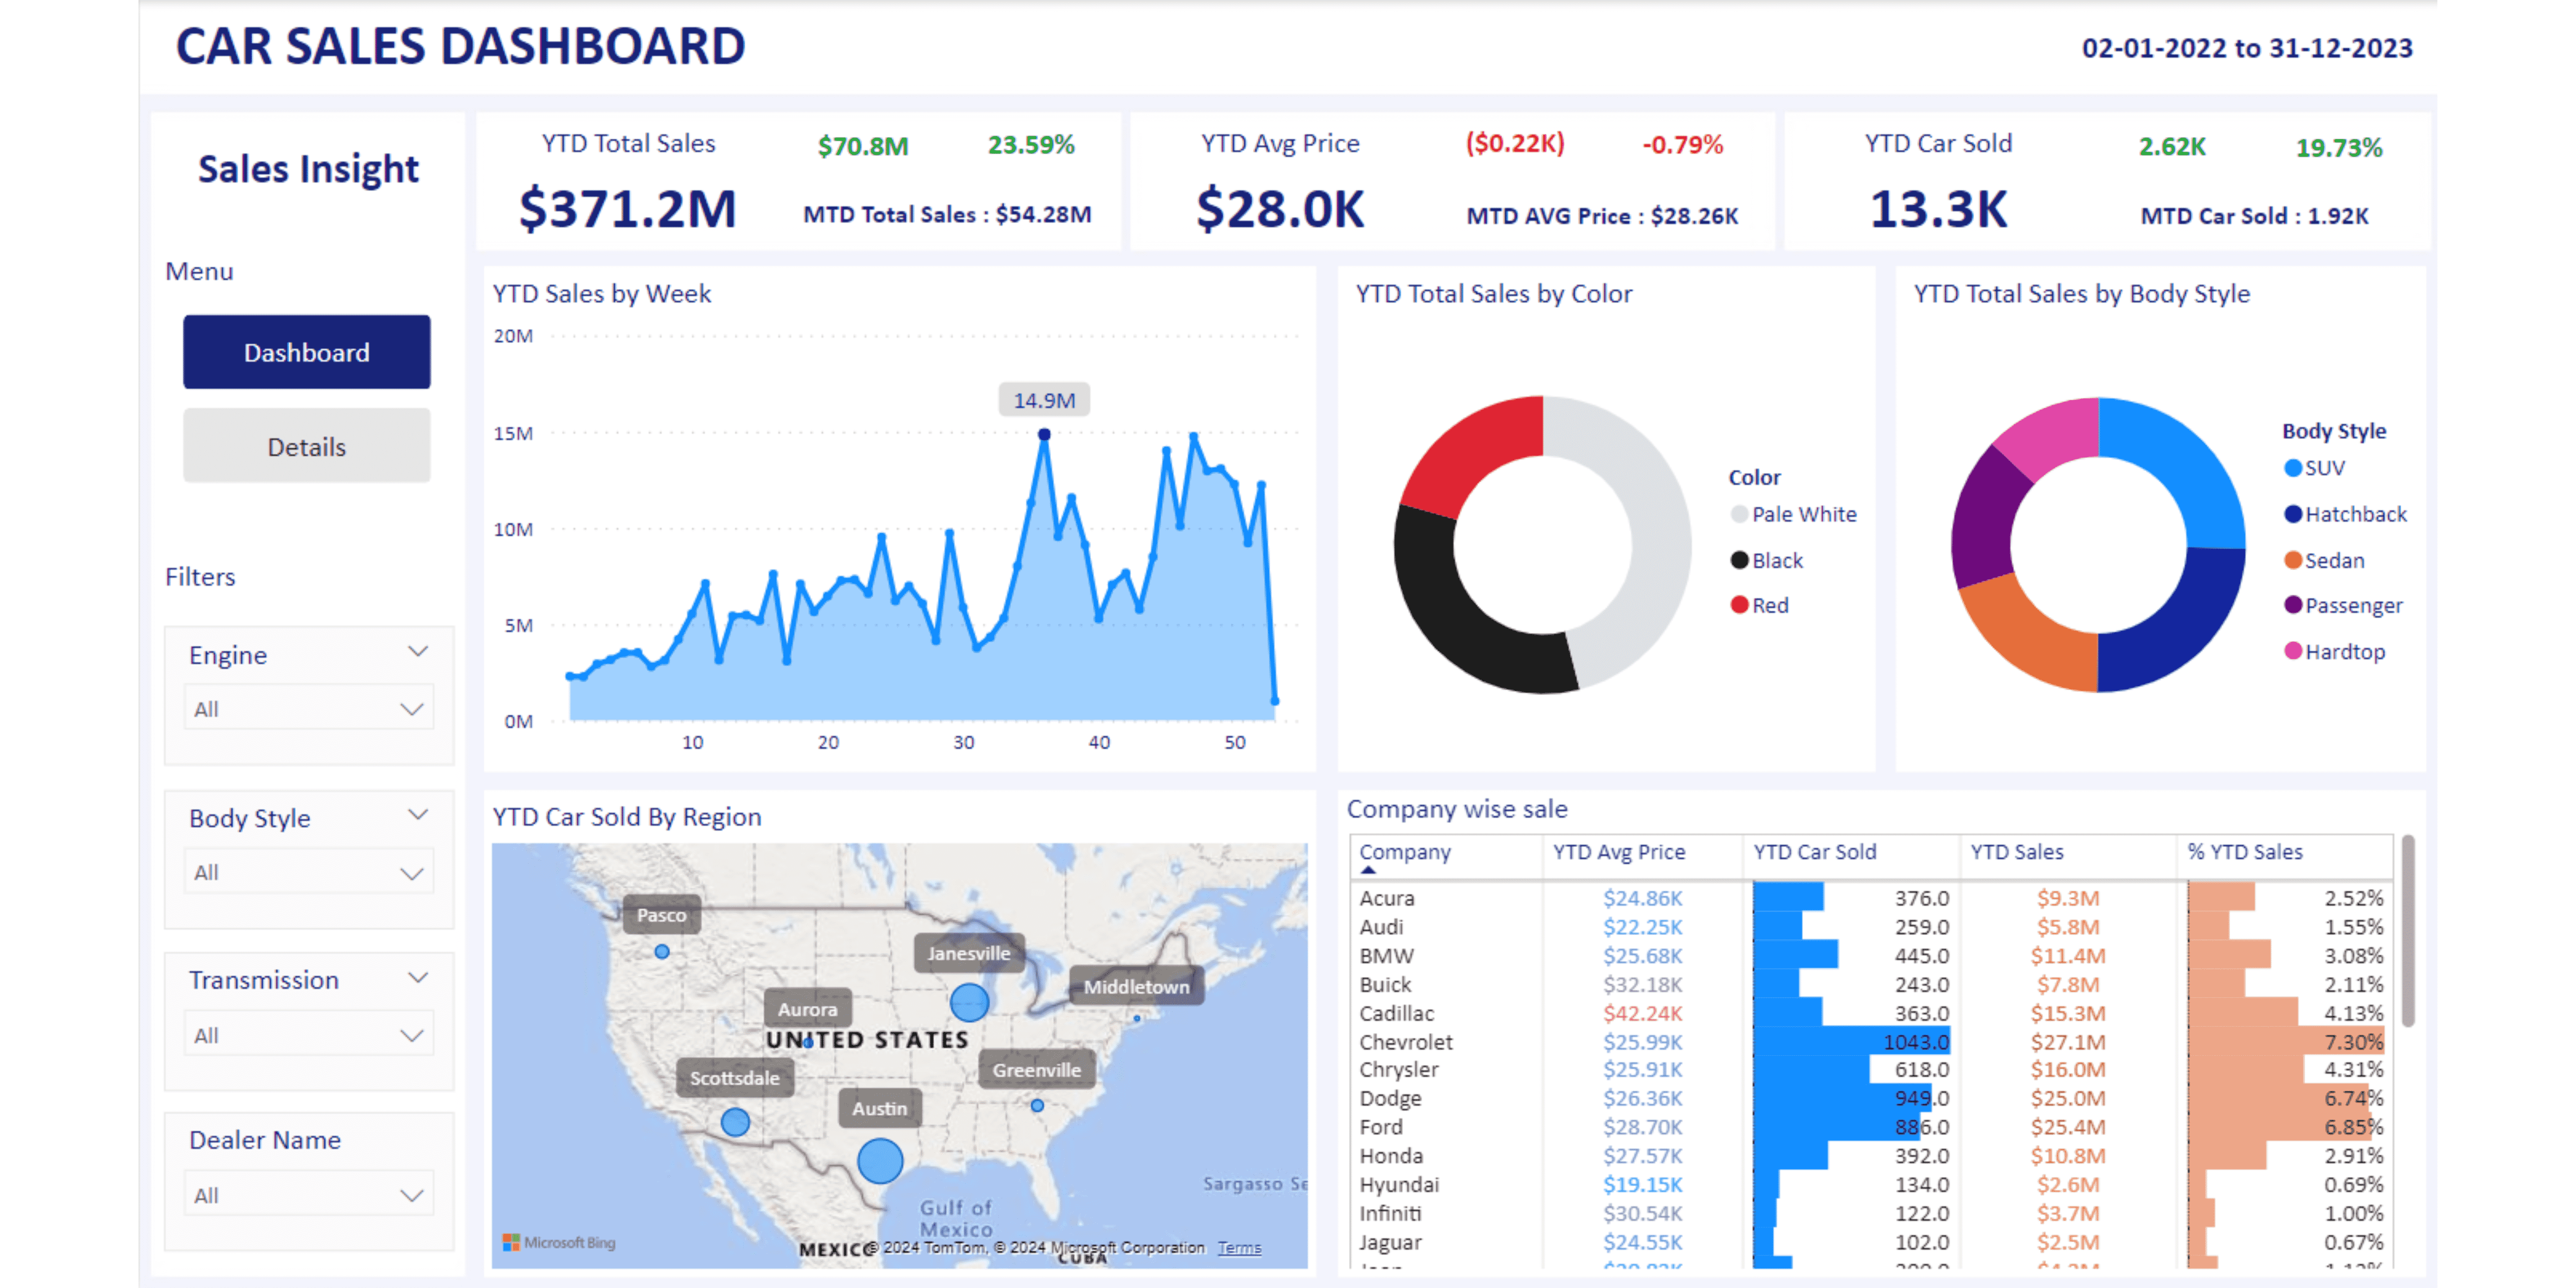 CAR SALES DASHBOARD
02-01-2022 to 31-12-2023
Sales Insight
Menu
Dashboard
Details
Filters
Engine
All
Body Style
All
Transmission
All
Dealer Name
All
YTD Total Sales
$70.8M
23.59%
$371.2M
MTD Total Sales : $54.28M
YTD Avg Price
($0.22K)
-0.79%
$28.0K
MTD AVG Price : $28.26K
YTD Car Sold
2.62K
19.73%
13.3K
MTD Car Sold : 1.92K
YTD Sales by Week
20M
15M
10M
5M
0M
14.9M
10 20 30 40 50
YTD Total Sales by Color
Color
Pale White
Black
Red
YTD Total Sales by Body Style
Body Style
SUV
Hatchback
Sedan
Passenger
Hardtop
YTD Car Sold By Region
Pasco
Janesville
Middletown
Aurora
UNITED STATES
Scottsdale
Greenville
Austin
Sargasso Se
Gulf of
Mexico
Microsoft Bing
MEXICO
© 2024 TomTom, © 2024 Microsoft Corporation Terms
CUBA
Company wise sale
Company YTD Avg Price YTD Car Sold YTD Sales % YTD Sales
Acura $24.86K 376.0 $9.3M 2.52%
Audi $22.25K 259.0 $5.8M 1.55%
BMW $25.68K 445.0 $11.4M 3.08%
Buick $32.18K 243.0 $7.8M 2.11%
Cadillac $42.24K 363.0 $15.3M 4.13%
Chevrolet $25.99K 1043.0 $27.1M 7.30%
Chrysler $25.91K 618.0 $16.0M 4.31%
Dodge $26.36K 949.0 $25.0M 6.74%
Ford $28.70K 886.0 $25.4M 6.85%
Honda $27.57K 392.0 $10.8M 2.91%
Hyundai $19.15K 134.0 $2.6M 0.69%
Infiniti $30.54K 122.0 $3.7M 1.00%
Jaguar $24.55K 102.0 $2.5M 0.67%